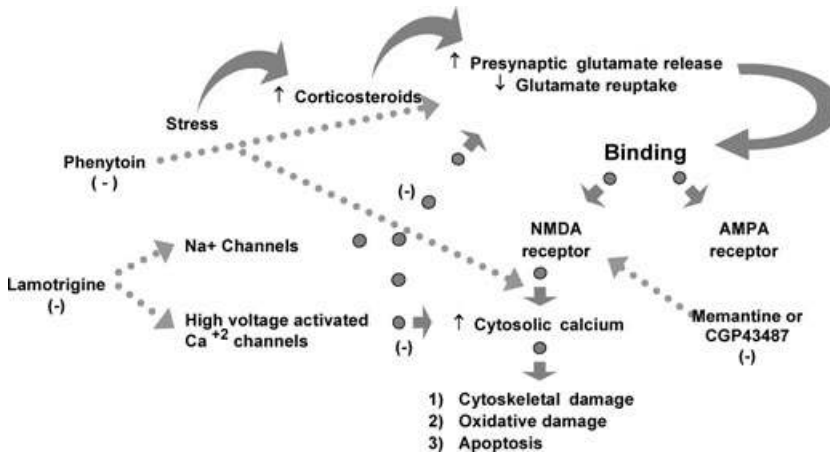 ↑ Presynaptic glutamate release
↓ Glutamate reuptake
↑ Corticosteroids
Stress
Phenytoin
(-)
Binding
(-)
NMDA
receptor
AMPA
receptor
Na+ Channels
Lamotrigine
(-)
High voltage activated
Ca +2 channels
(-)
↑ Cytosolic calcium
Memantine or
CGP43487
(-)
1) Cytoskeletal damage
2) Oxidative damage
3) Apoptosis